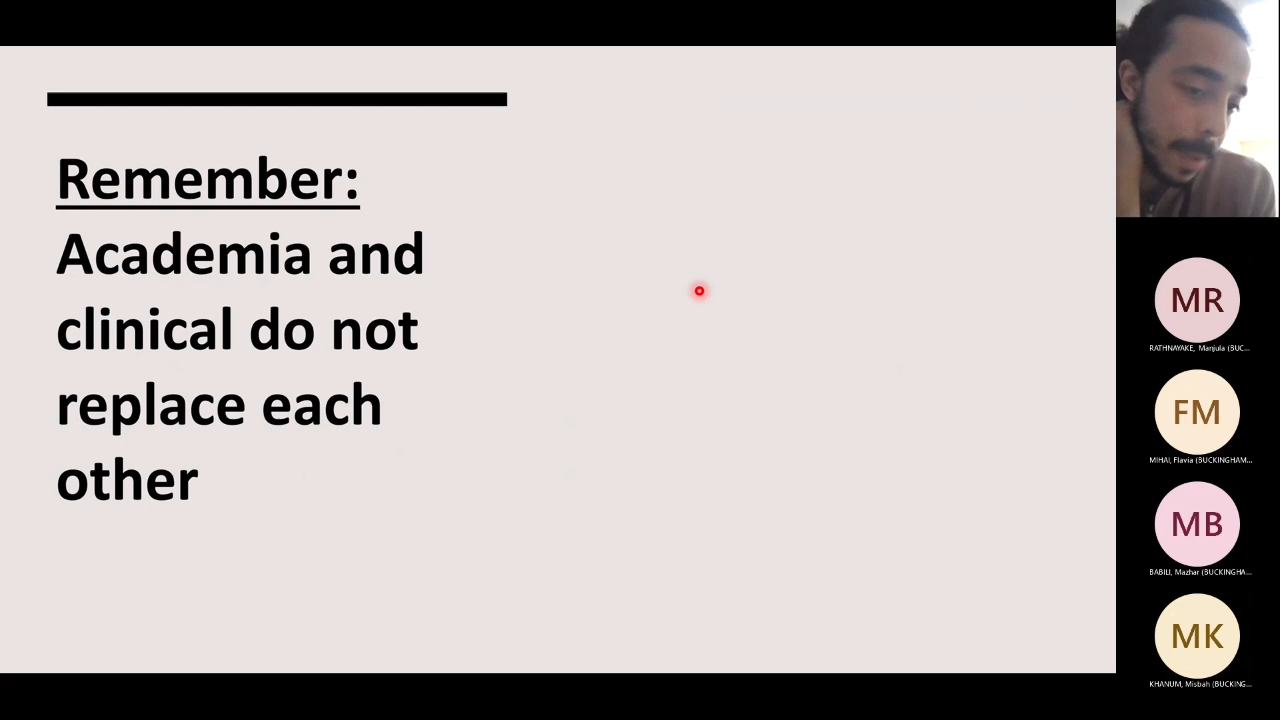 Remember:
Academia and
clinical do not
replace each
other
MR
RATHNAYAKE, Manjula (BUC...
FM
MIHAI, Flavia (BUCKINGHAM...
MB
BABILI, Mazhar (BUCKINGHA...
MK
KHANUM, Misbah (BUCKING...